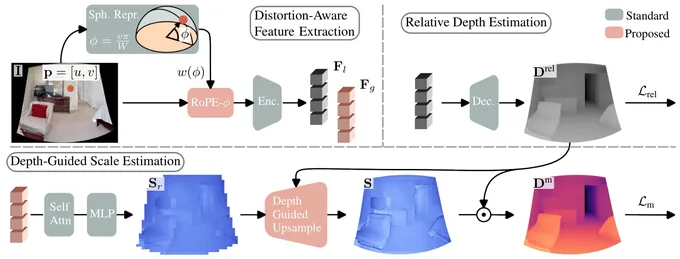 Sph. Repr.
φ = vπ/W
φ
Distortion-Aware
Feature Extraction
Relative Depth Estimation
Standard
Proposed
I
p = [u, v]
w(φ)
RoPE-φ
Enc.
F_l
F_g
Dec.
D^rel
ℒ_rel
Depth-Guided Scale Estimation
Self
Attn
MLP
S_r
Depth
Guided
Upsample
S
D^m
ℒ_m